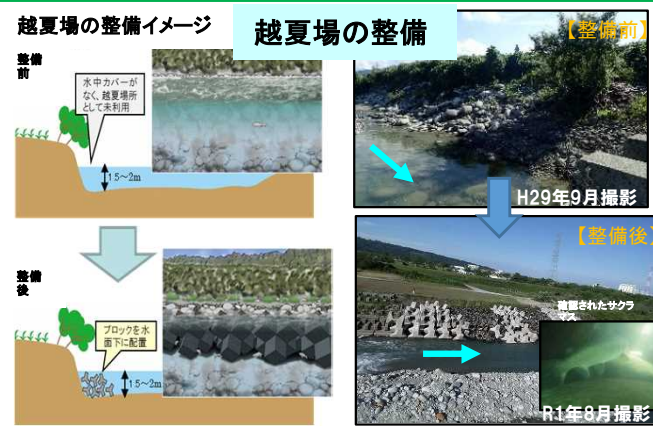 越夏場の整備イメージ
越夏場の整備
整備
前
水中カバーが
なく、越夏場所
として未利用
1.5～2m
【整備前】
H29年9月撮影
整備
後
ブロックを水
面下に配置
1.5～2m
【整備後】
確認されたサクラ
マス
R1年8月撮影